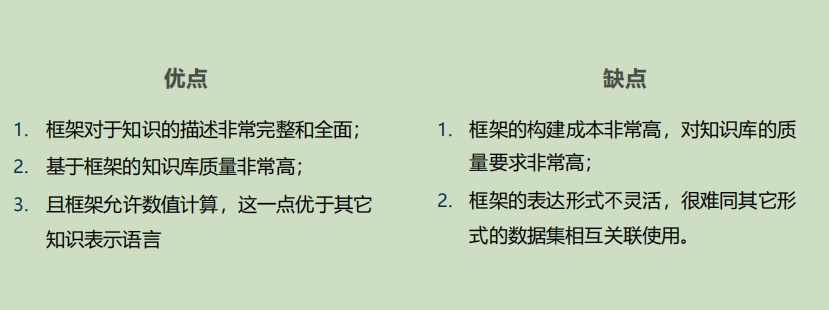 优点
1. 框架对于知识的描述非常完整和全面；
2. 基于框架的知识库质量非常高；
3. 且框架允许数值计算，这一点优于其它
知识表示语言
缺点
1. 框架的构建成本非常高，对知识库的质
量要求非常高；
2. 框架的表达形式不灵活，很难同其它形
式的数据集相互关联使用。